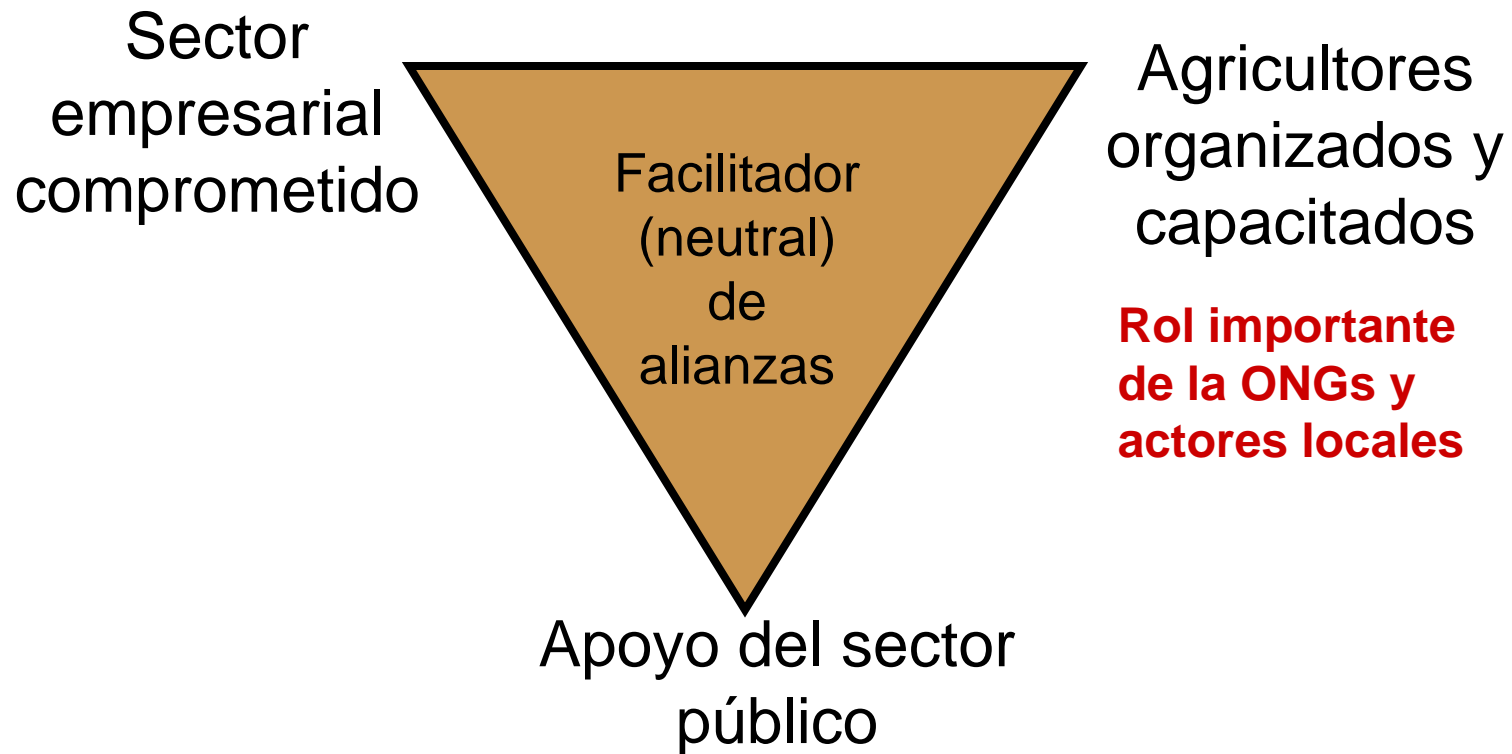 Sector
empresarial
comprometido
Facilitador
(neutral)
de
alianzas
Agricultores
organizados y
capacitados
Rol importante
de la ONGs y
actores locales
Apoyo del sector
público